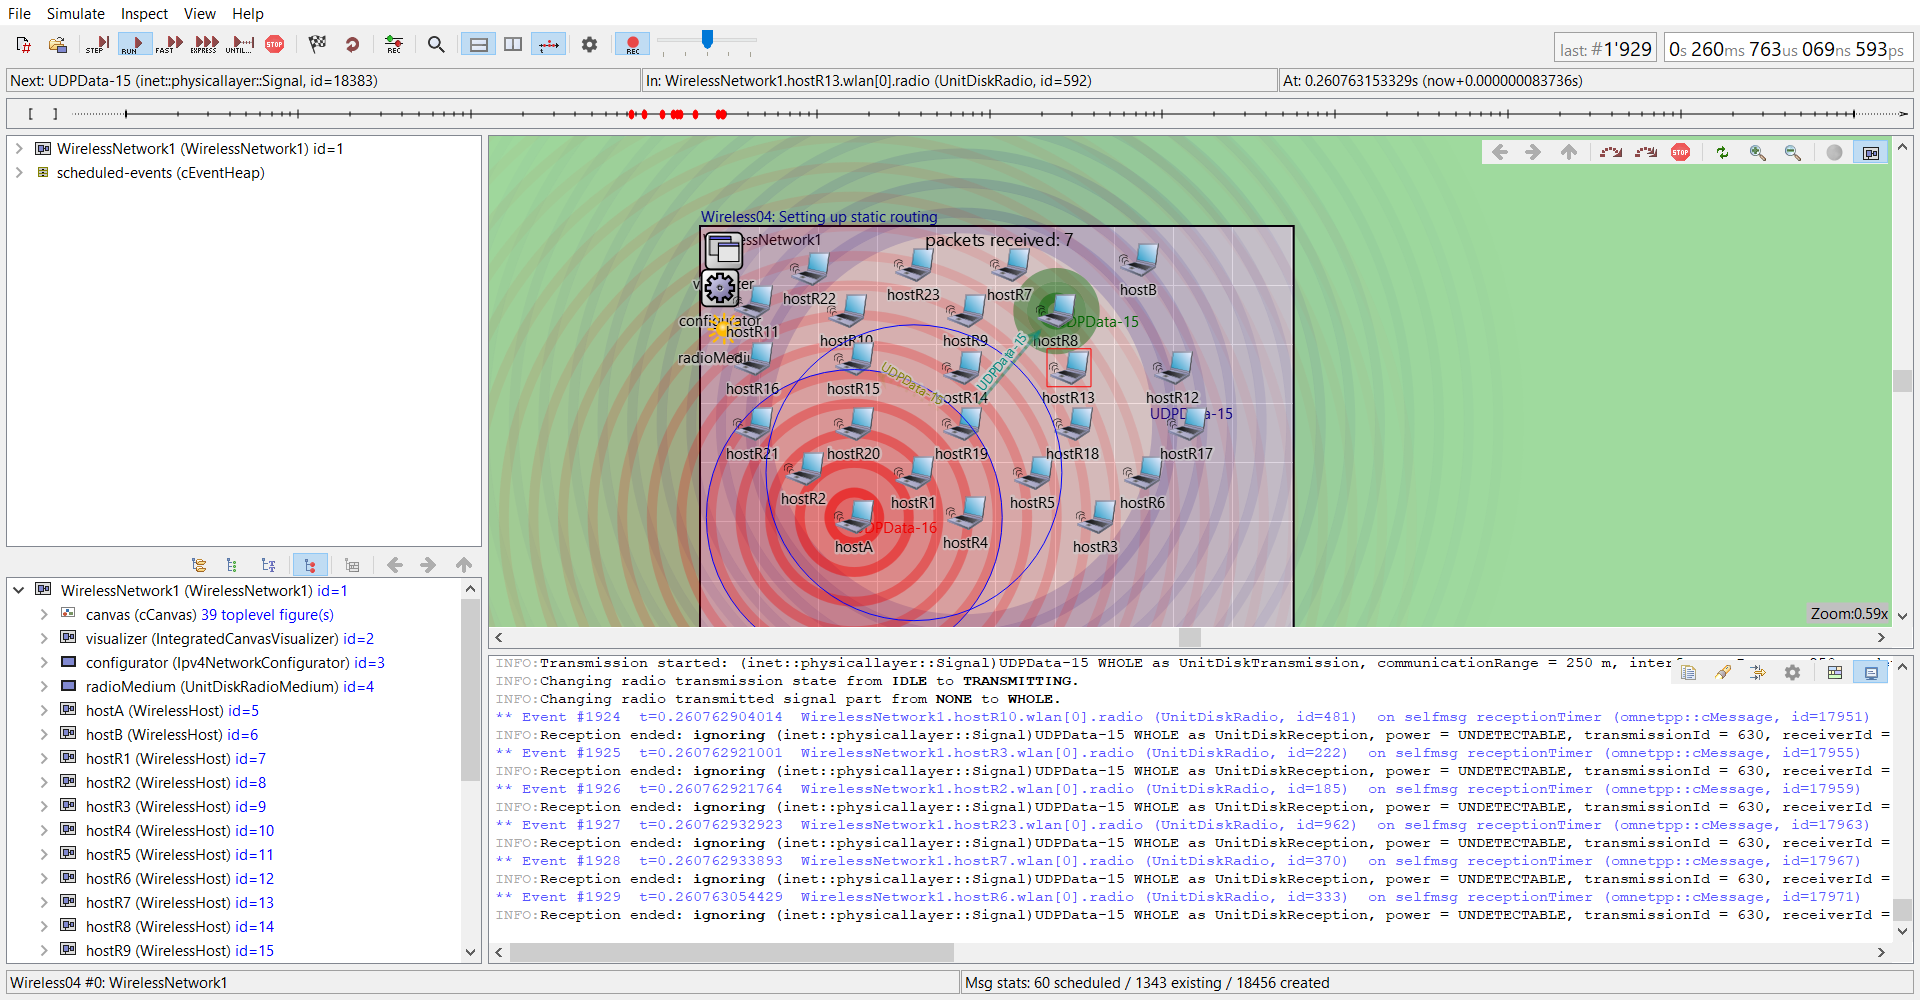 File Simulate Inspect View Help
STEP RUN FAST EXPRESS UNTIL... STOP REC REC
last: #1'929 0s 260ms 763us 069ns 593ps
Next: UDPData-15 (inet::physicallayer::Signal, id=18383) In: WirelessNetwork1.hostR13.wlan[0].radio (UnitDiskRadio, id=592) At: 0.260763153329s (now+0.000000083736s)
[ ]
WirelessNetwork1 (WirelessNetwork1) id=1
scheduled-events (cEventHeap)
STOP
Wireless04: Setting up static routing
packets received: 7
hostR22
hostR23
hostR7
hostB
configurator
hostR11
hostR10
hostR9
hostR8
UDPData-15
UDPData-15
hostR16
hostR15
hostR14
hostR13
hostR12
hostR21
hostR20
hostR19
hostR18
hostR17
hostR2
hostR1
hostR5
hostR6
hostA
hostR4
hostR3
Zoom:0.59x
WirelessNetwork1 (WirelessNetwork1) id=1
canvas (cCanvas) 39 toplevel figure(s)
visualizer (IntegratedCanvasVisualizer) id=2
configurator (Ipv4NetworkConfigurator) id=3
radioMedium (UnitDiskRadioMedium) id=4
hostA (WirelessHost) id=5
hostB (WirelessHost) id=6
hostR1 (WirelessHost) id=7
hostR2 (WirelessHost) id=8
hostR3 (WirelessHost) id=9
hostR4 (WirelessHost) id=10
hostR5 (WirelessHost) id=11
hostR6 (WirelessHost) id=12
hostR7 (WirelessHost) id=13
hostR8 (WirelessHost) id=14
hostR9 (WirelessHost) id=15
INFO:Transmission started: (inet::physicallayer::Signal)UDPData-15 WHOLE as UnitDiskTransmission, communicationRange = 250 m,
INFO:Changing radio transmission state from IDLE to TRANSMITTING.
INFO:Changing radio transmitted signal part from NONE to WHOLE.
** Event #1924 t=0.260762904014 WirelessNetwork1.hostR10.wlan[0].radio (UnitDiskRadio, id=481) on selfmsg receptionTimer (omnetpp::cMessage, id=17951)
INFO:Reception ended: ignoring (inet::physicallayer::Signal)UDPData-15 WHOLE as UnitDiskReception, power = UNDETECTABLE, transmissionId = 630, receiverId =
** Event #1925 t=0.260762921001 WirelessNetwork1.hostR3.wlan[0].radio (UnitDiskRadio, id=222) on selfmsg receptionTimer (omnetpp::cMessage, id=17955)
INFO:Reception ended: ignoring (inet::physicallayer::Signal)UDPData-15 WHOLE as UnitDiskReception, power = UNDETECTABLE, transmissionId = 630, receiverId =
** Event #1926 t=0.260762921764 WirelessNetwork1.hostR2.wlan[0].radio (UnitDiskRadio, id=185) on selfmsg receptionTimer (omnetpp::cMessage, id=17959)
INFO:Reception ended: ignoring (inet::physicallayer::Signal)UDPData-15 WHOLE as UnitDiskReception, power = UNDETECTABLE, transmissionId = 630, receiverId =
** Event #1927 t=0.260762932923 WirelessNetwork1.hostR23.wlan[0].radio (UnitDiskRadio, id=962) on selfmsg receptionTimer (omnetpp::cMessage, id=17963)
INFO:Reception ended: ignoring (inet::physicallayer::Signal)UDPData-15 WHOLE as UnitDiskReception, power = UNDETECTABLE, transmissionId = 630, receiverId =
** Event #1928 t=0.260762933893 WirelessNetwork1.hostR7.wlan[0].radio (UnitDiskRadio, id=370) on selfmsg receptionTimer (omnetpp::cMessage, id=17967)
INFO:Reception ended: ignoring (inet::physicallayer::Signal)UDPData-15 WHOLE as UnitDiskReception, power = UNDETECTABLE, transmissionId = 630, receiverId =
** Event #1929 t=0.260763054429 WirelessNetwork1.hostR6.wlan[0].radio (UnitDiskRadio, id=333) on selfmsg receptionTimer (omnetpp::cMessage, id=17971)
INFO:Reception ended: ignoring (inet::physicallayer::Signal)UDPData-15 WHOLE as UnitDiskReception, power = UNDETECTABLE, transmissionId = 630, receiverId =
Wireless04 #0: WirelessNetwork1 Msg stats: 60 scheduled / 1343 existing / 18456 created